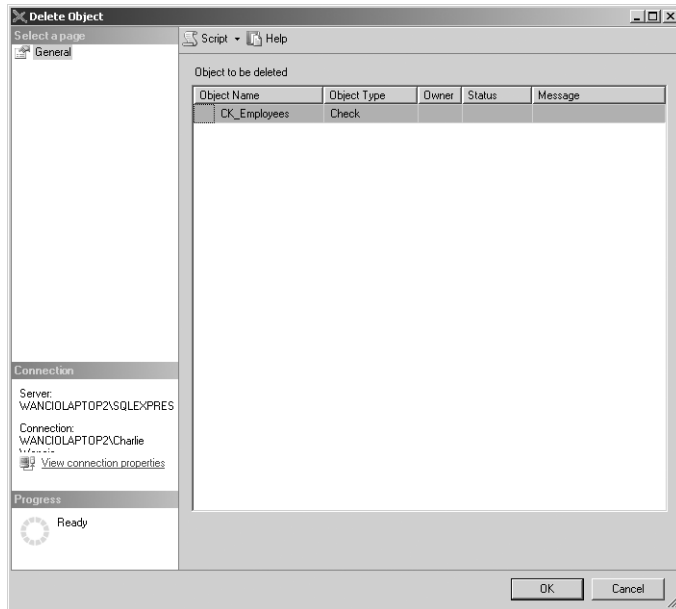 Delete Object
Select a page
General
Script Help
Object to be deleted
Object Name Object Type Owner Status Message
CK_Employees Check
Connection
Server:
WANCIOLAPTOP2\SQLEXPRES
Connection:
WANCIOLAPTOP2\Charlie
View connection properties
Progress
Ready
OK Cancel